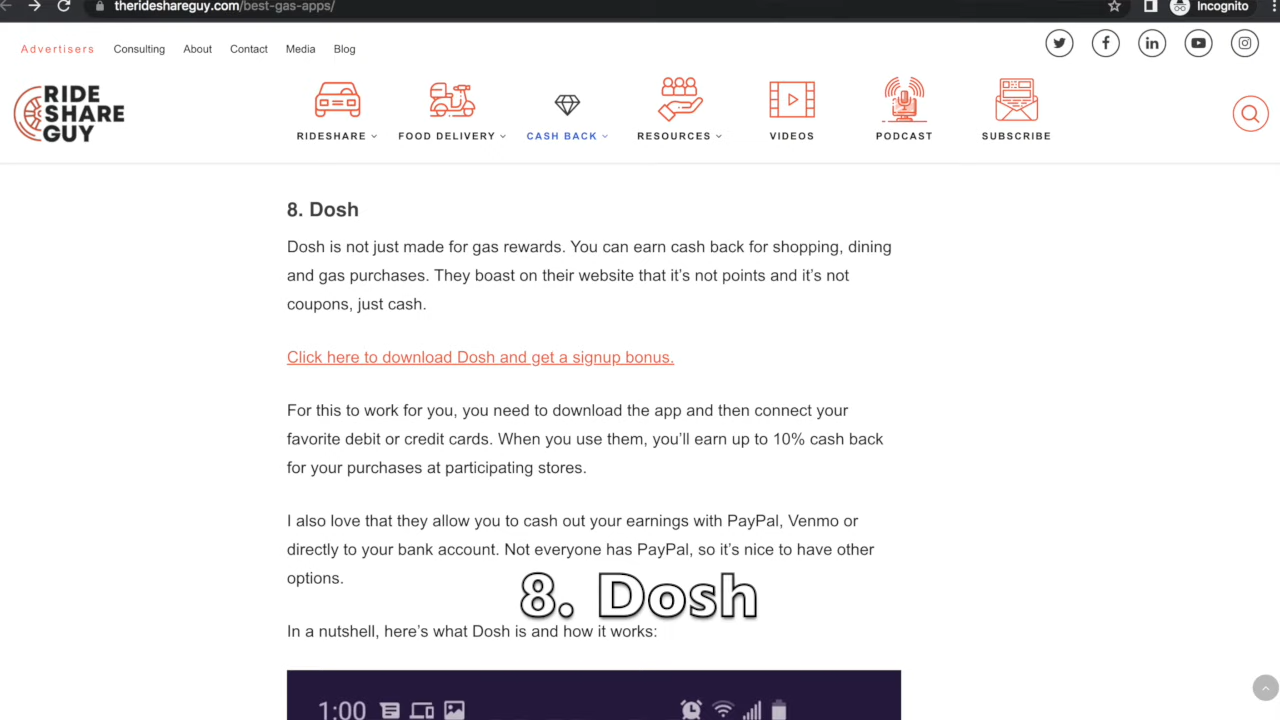 therideshareguy.com/best-gas-apps/
Incognito
Advertisers Consulting About Contact Media Blog
RIDE
SHARE
GUY
RIDESHARE FOOD DELIVERY CASH BACK RESOURCES VIDEOS PODCAST SUBSCRIBE
8. Dosh
Dosh is not just made for gas rewards. You can earn cash back for shopping, dining
and gas purchases. They boast on their website that it’s not points and it’s not
coupons, just cash.
Click here to download Dosh and get a signup bonus.
For this to work for you, you need to download the app and then connect your
favorite debit or credit cards. When you use them, you’ll earn up to 10% cash back
for your purchases at participating stores.
I also love that they allow you to cash out your earnings with PayPal, Venmo or
directly to your bank account. Not everyone has PayPal, so it’s nice to have other
options.
8. Dosh
In a nutshell, here’s what Dosh is and how it works:
1:00